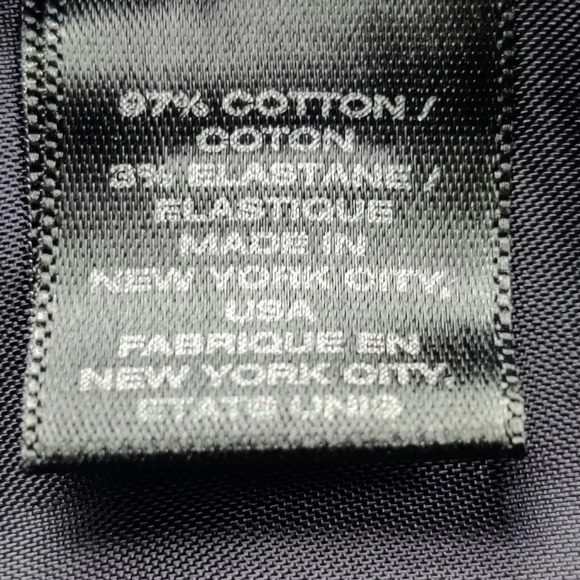 97% COTTON /
COTON
3% ELASTANE /
ELASTIQUE
MADE IN
NEW YORK CITY,
USA
FABRIQUE EN
NEW YORK CITY,
ETATS UNIS